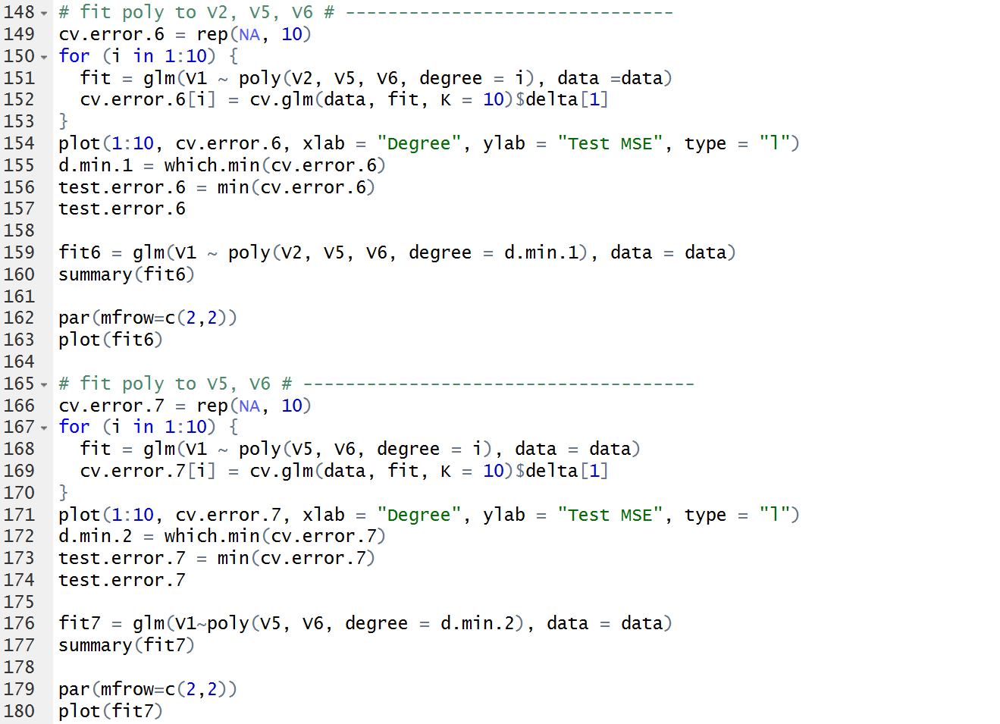 148 # fit poly to V2, V5, V6 # -------------------------------
149 cv.error.6 = rep(NA, 10)
150 for (i in 1:10) {
151   fit = glm(V1 ~ poly(V2, V5, V6, degree = i), data =data)
152   cv.error.6[i] = cv.glm(data, fit, K = 10)$delta[1]
153 }
154 plot(1:10, cv.error.6, xlab = "Degree", ylab = "Test MSE", type = "l")
155 d.min.1 = which.min(cv.error.6)
156 test.error.6 = min(cv.error.6)
157 test.error.6
158
159 fit6 = glm(V1 ~ poly(V2, V5, V6, degree = d.min.1), data = data)
160 summary(fit6)
161
162 par(mfrow=c(2,2))
163 plot(fit6)
164
165 # fit poly to V5, V6 # -------------------------------------
166 cv.error.7 = rep(NA, 10)
167 for (i in 1:10) {
168   fit = glm(V1 ~ poly(V5, V6, degree = i), data = data)
169   cv.error.7[i] = cv.glm(data, fit, K = 10)$delta[1]
170 }
171 plot(1:10, cv.error.7, xlab = "Degree", ylab = "Test MSE", type = "l")
172 d.min.2 = which.min(cv.error.7)
173 test.error.7 = min(cv.error.7)
174 test.error.7
175
176 fit7 = glm(V1~poly(V5, V6, degree = d.min.2), data = data)
177 summary(fit7)
178
179 par(mfrow=c(2,2))
180 plot(fit7)